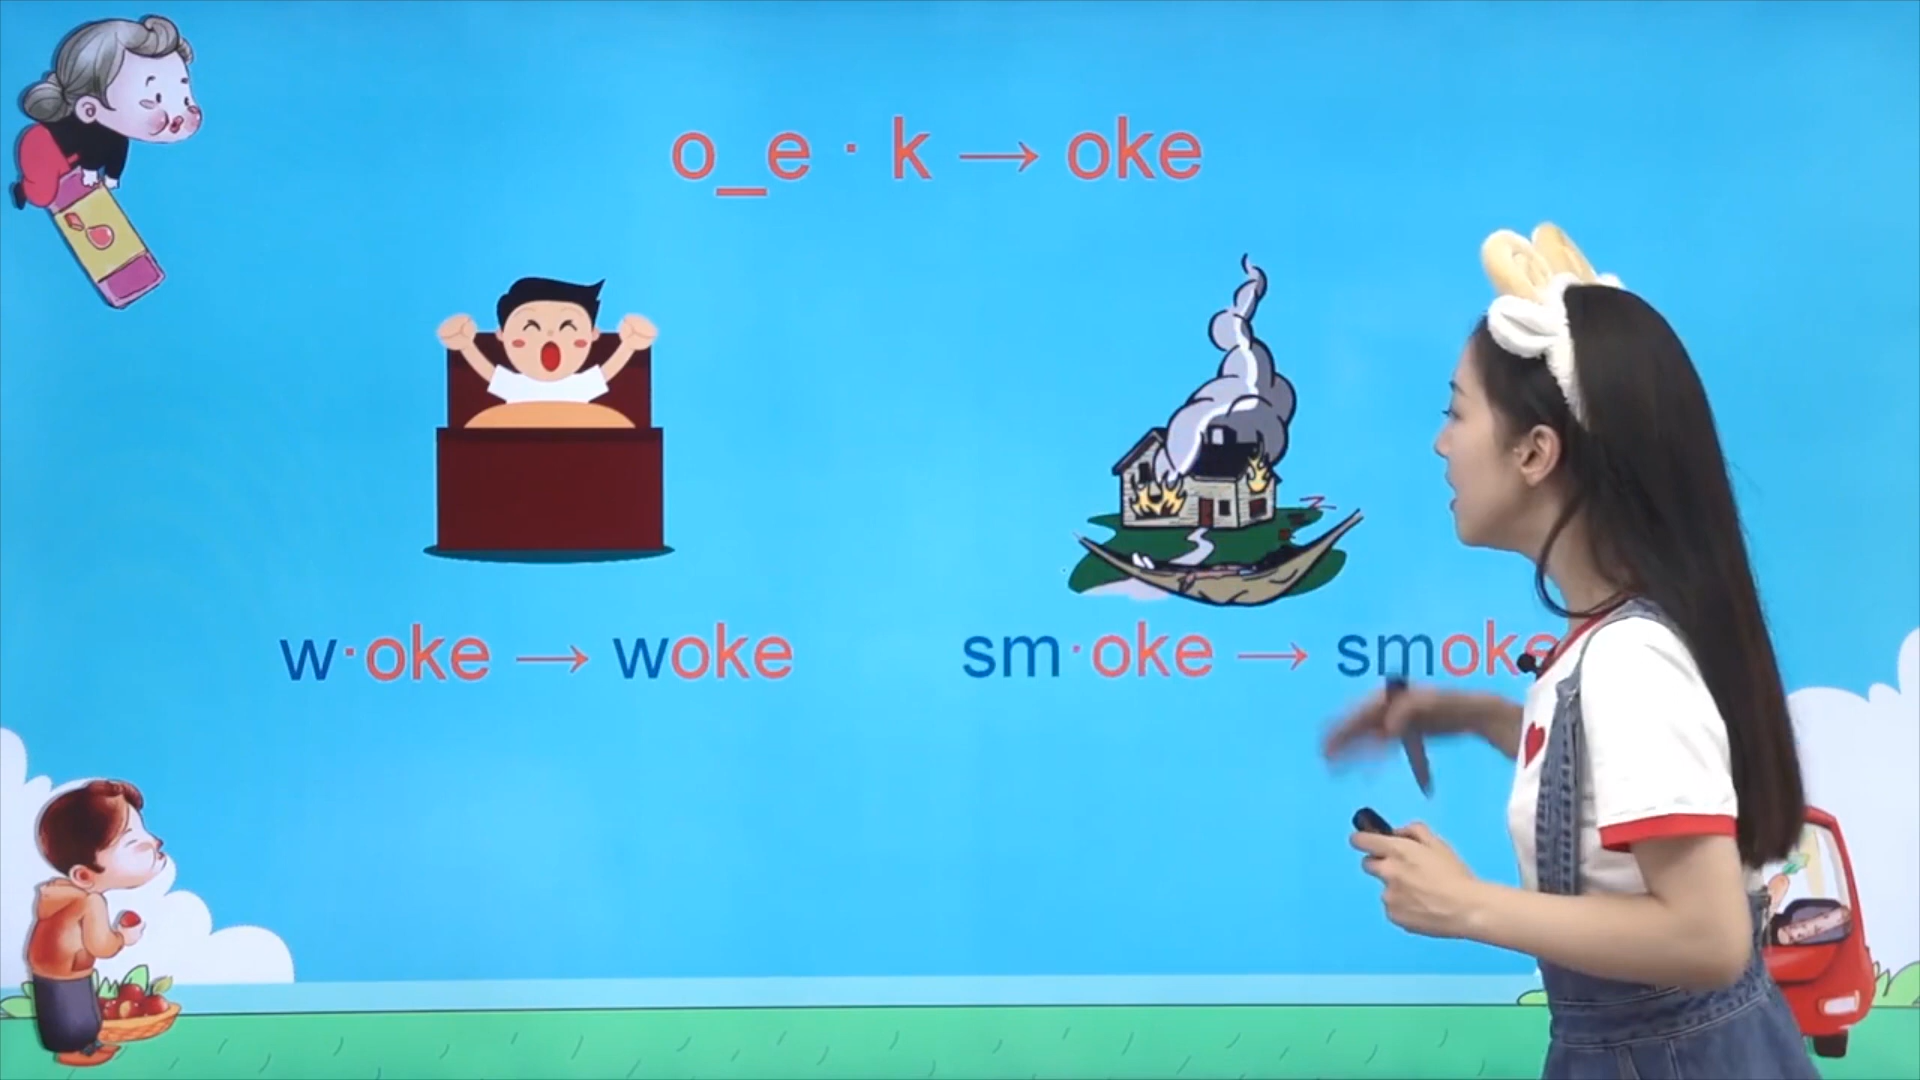 o_e · k → oke
w·oke → woke
sm·oke → smoke